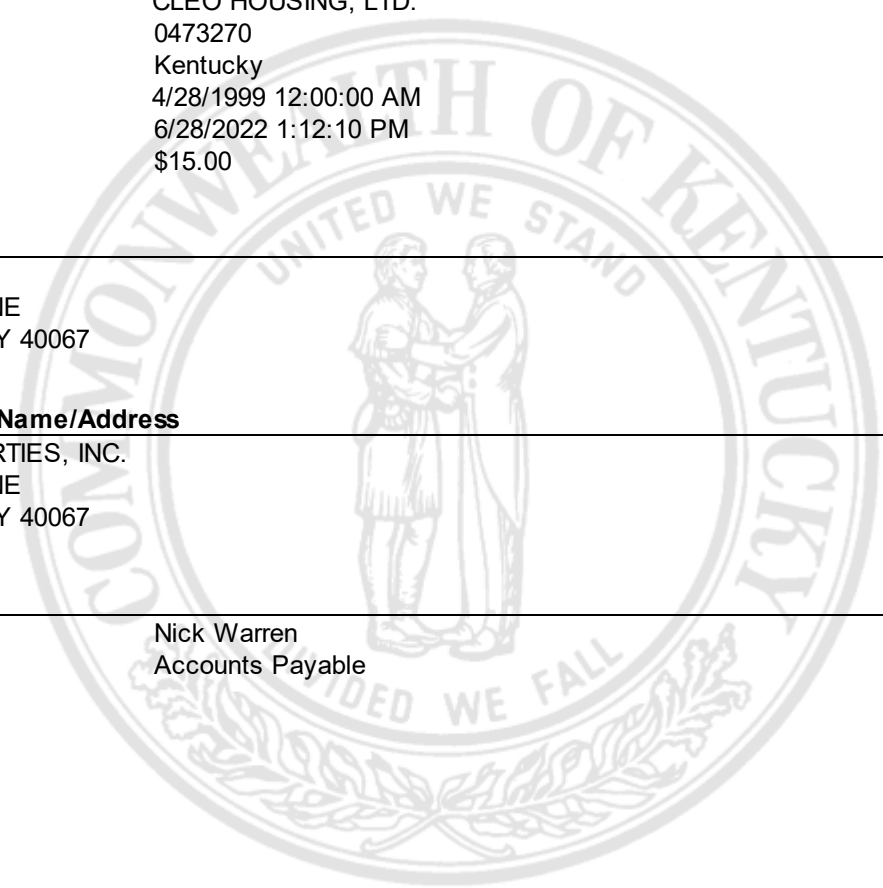 CLEO HOUSING, LTD.
0473270
Kentucky
4/28/1999 12:00:00 AM
6/28/2022 1:12:10 PM
$15.00
COMMONWEALTH OF KENTUCKY
UNITED WE STAND
NE
Y 40067
Name/Address
RTIES, INC.
NE
Y 40067
Nick Warren
Accounts Payable
DIVIDED WE FALL